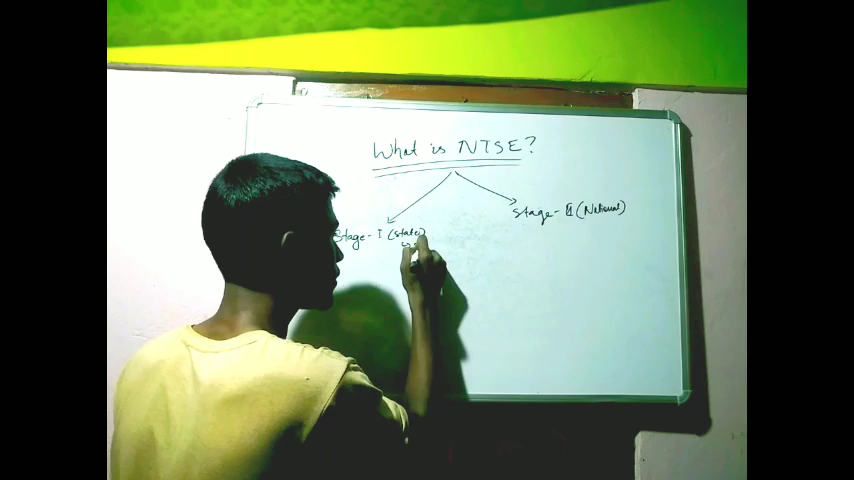 What is NTSE?
Stage - II (National)
Stage - I (State)